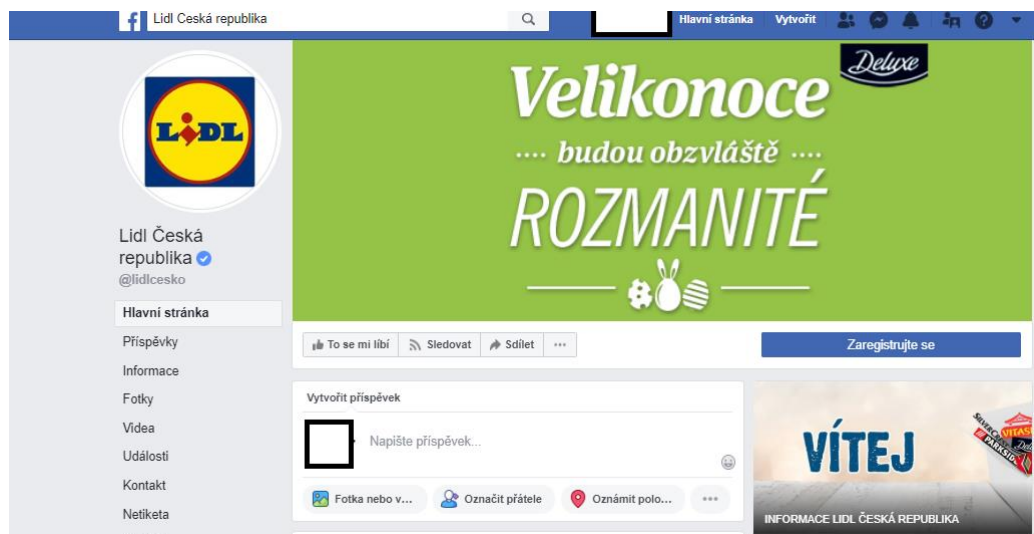 Lidl Česká republika
Hlavní stránka
Vytvořit
Velikonoce
Deluxe
.... budou obzvláště ....
ROZMANITÉ
LIDL
Lidl Česká
republika
@lidlcesko
Hlavní stránka
Příspěvky
Informace
Fotky
Videa
Události
Kontakt
Netiketa
To se mi líbí
Sledovat
Sdílet
...
Zaregistrujte se
Vytvořit příspěvek
Napište příspěvek...
Fotka nebo v...
Označit přátele
Oznámit polo...
...
VÍTEJ
SILVERCREST
PARKSIDE
INFORMACE LIDL ČESKÁ REPUBLIKA